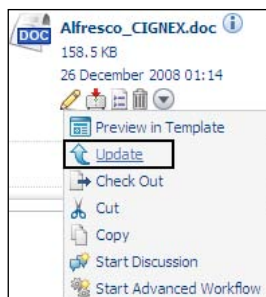 DOC
Alfresco_CIGNEX.doc
158.5 KB
26 December 2008 01:14
Preview in Template
Update
Check Out
Cut
Copy
Start Discussion
Start Advanced Workflow